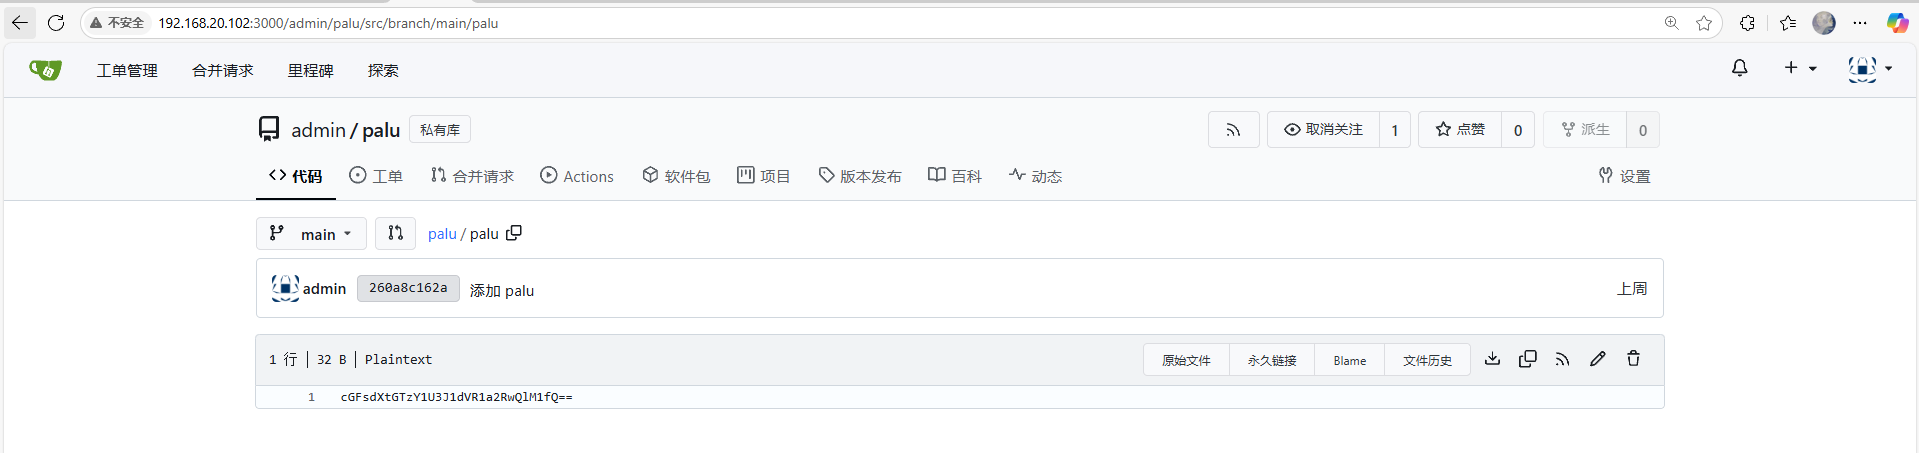 不安全 192.168.20.102:3000/admin/palu/src/branch/main/palu
工单管理 合并请求 里程碑 探索
admin / palu 私有库 取消关注 1 点赞 0 派生 0
代码 工单 合并请求 Actions 软件包 项目 版本发布 百科 动态 设置
main palu / palu
admin 260a8c162a 添加 palu 上周
1 行 32 B Plaintext 原始文件 永久链接 Blame 文件历史
1 cGFsdXtGTzY1U3J1dVR1a2RwQlM1fQ==